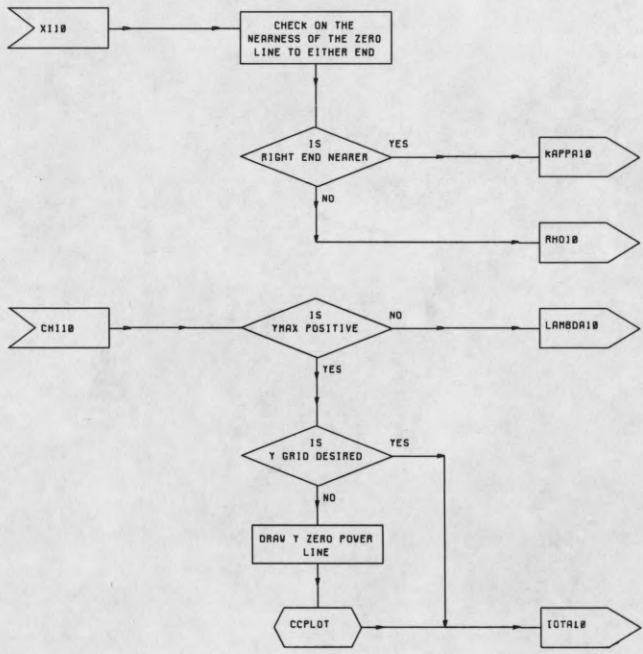 XI10
CHECK ON THE
NEARNESS OF THE ZERO
LINE TO EITHER END
IS
RIGHT END NEARER
YES
KAPPA10
NO
RHO10
CHI10
IS
YMAX POSITIVE
NO
LAMBDA10
YES
IS
Y GRID DESIRED
YES
NO
DRAW Y ZERO POWER
LINE
CCPLOT
IOTA10